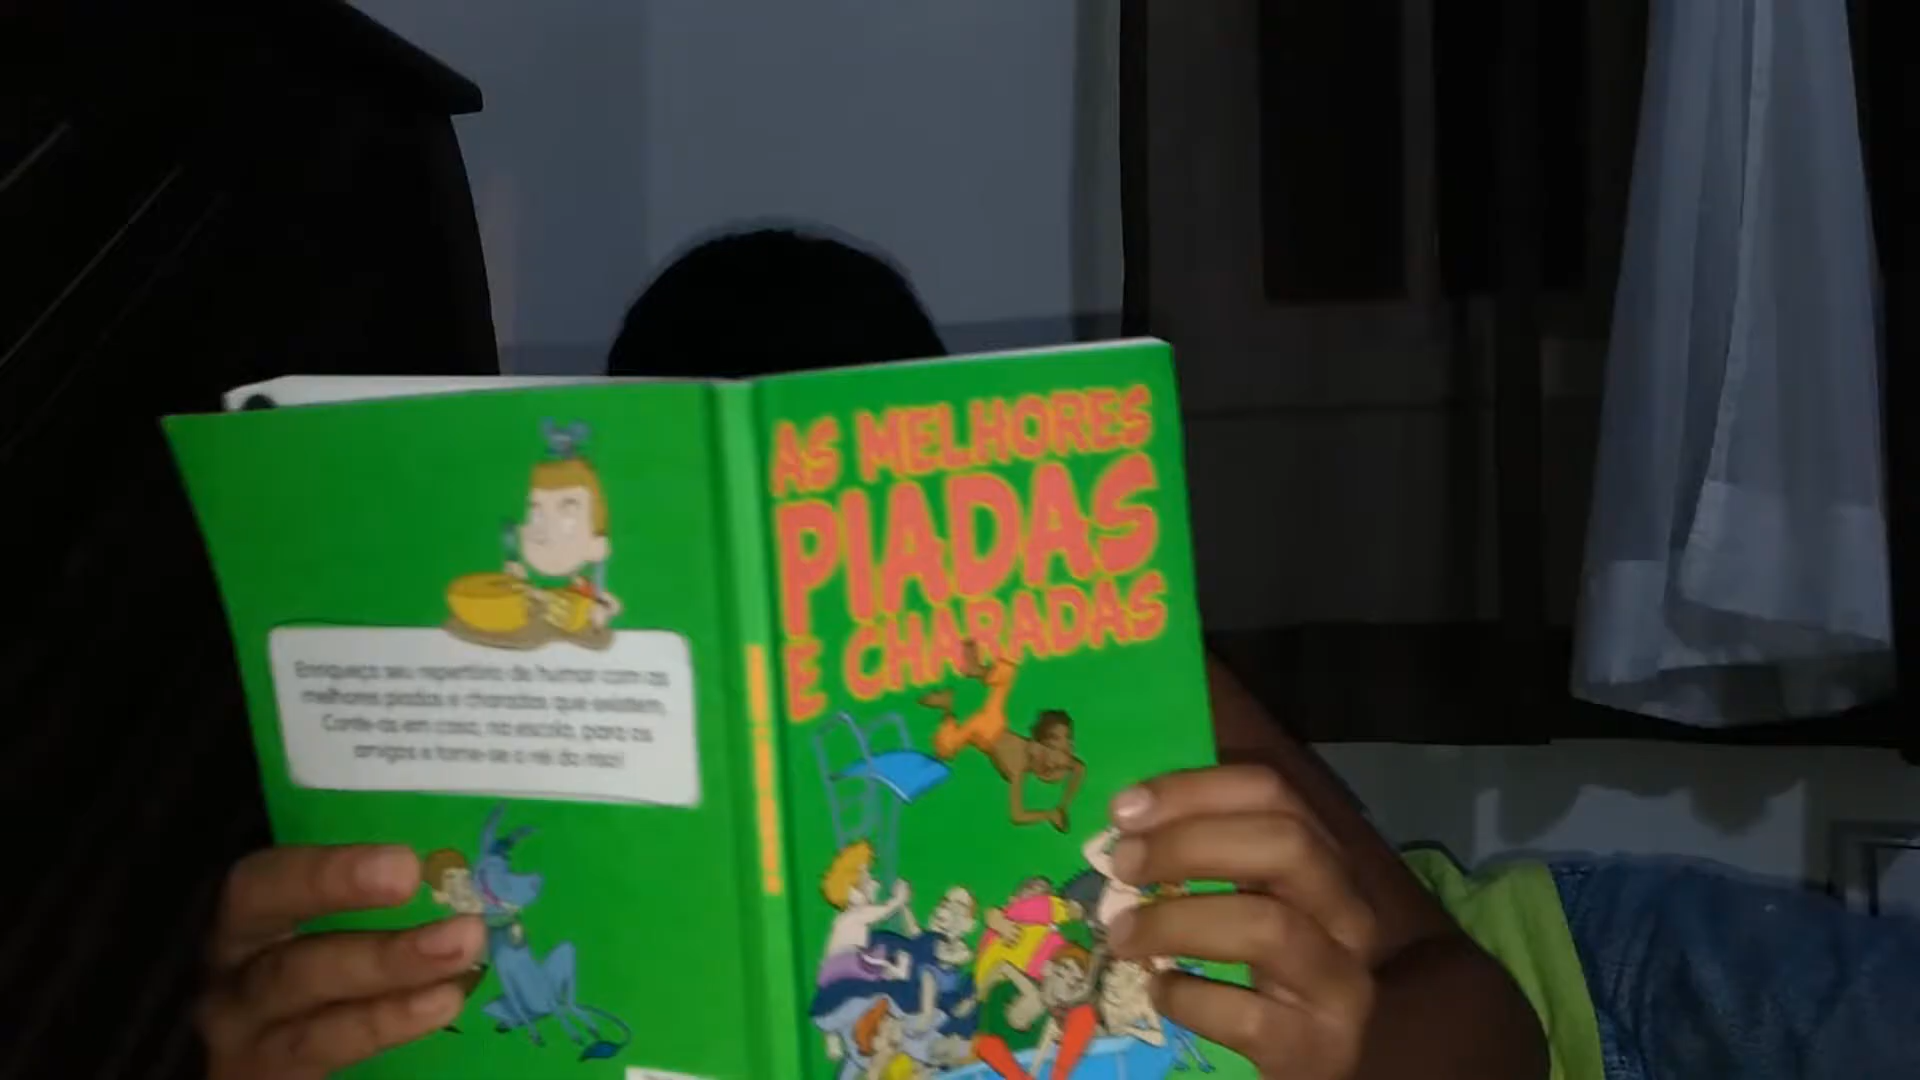 AS MELHORES
PIADAS
E CHARADAS
Enriqueça seu repertório de humor com as
melhores piadas e charadas que existem.
Conte-as em casa, na escola, para os
amigos e torne-se o rei do riso!